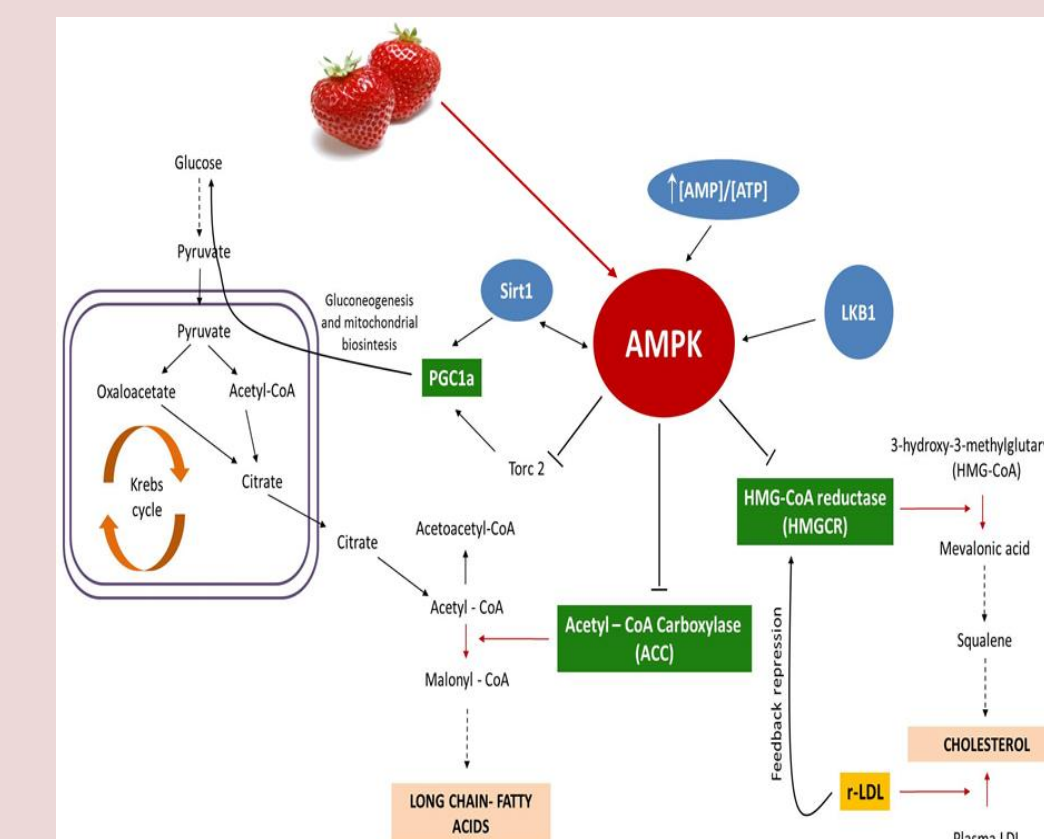 Glucose
↑[AMP]/[ATP]
Pyruvate
Sirt1
LKB1
Gluconeogenesis
and mitochondrial
biosintesis
AMPK
Pyruvate
PGC1a
Oxaloacetate
Acetyl-CoA
Torc 2
3-hydroxy-3-methylglutary
(HMG-CoA)
Krebs
cycle
Citrate
HMG-CoA reductase
(HMGCR)
Acetoacetyl-CoA
Citrate
Mevalonic acid
Acetyl - CoA
Acetyl – CoA Carboxylase
(ACC)
Squalene
Malonyl - CoA
Feedback repression
CHOLESTEROL
LONG CHAIN- FATTY
ACIDS
r-LDL
Plasma LDL